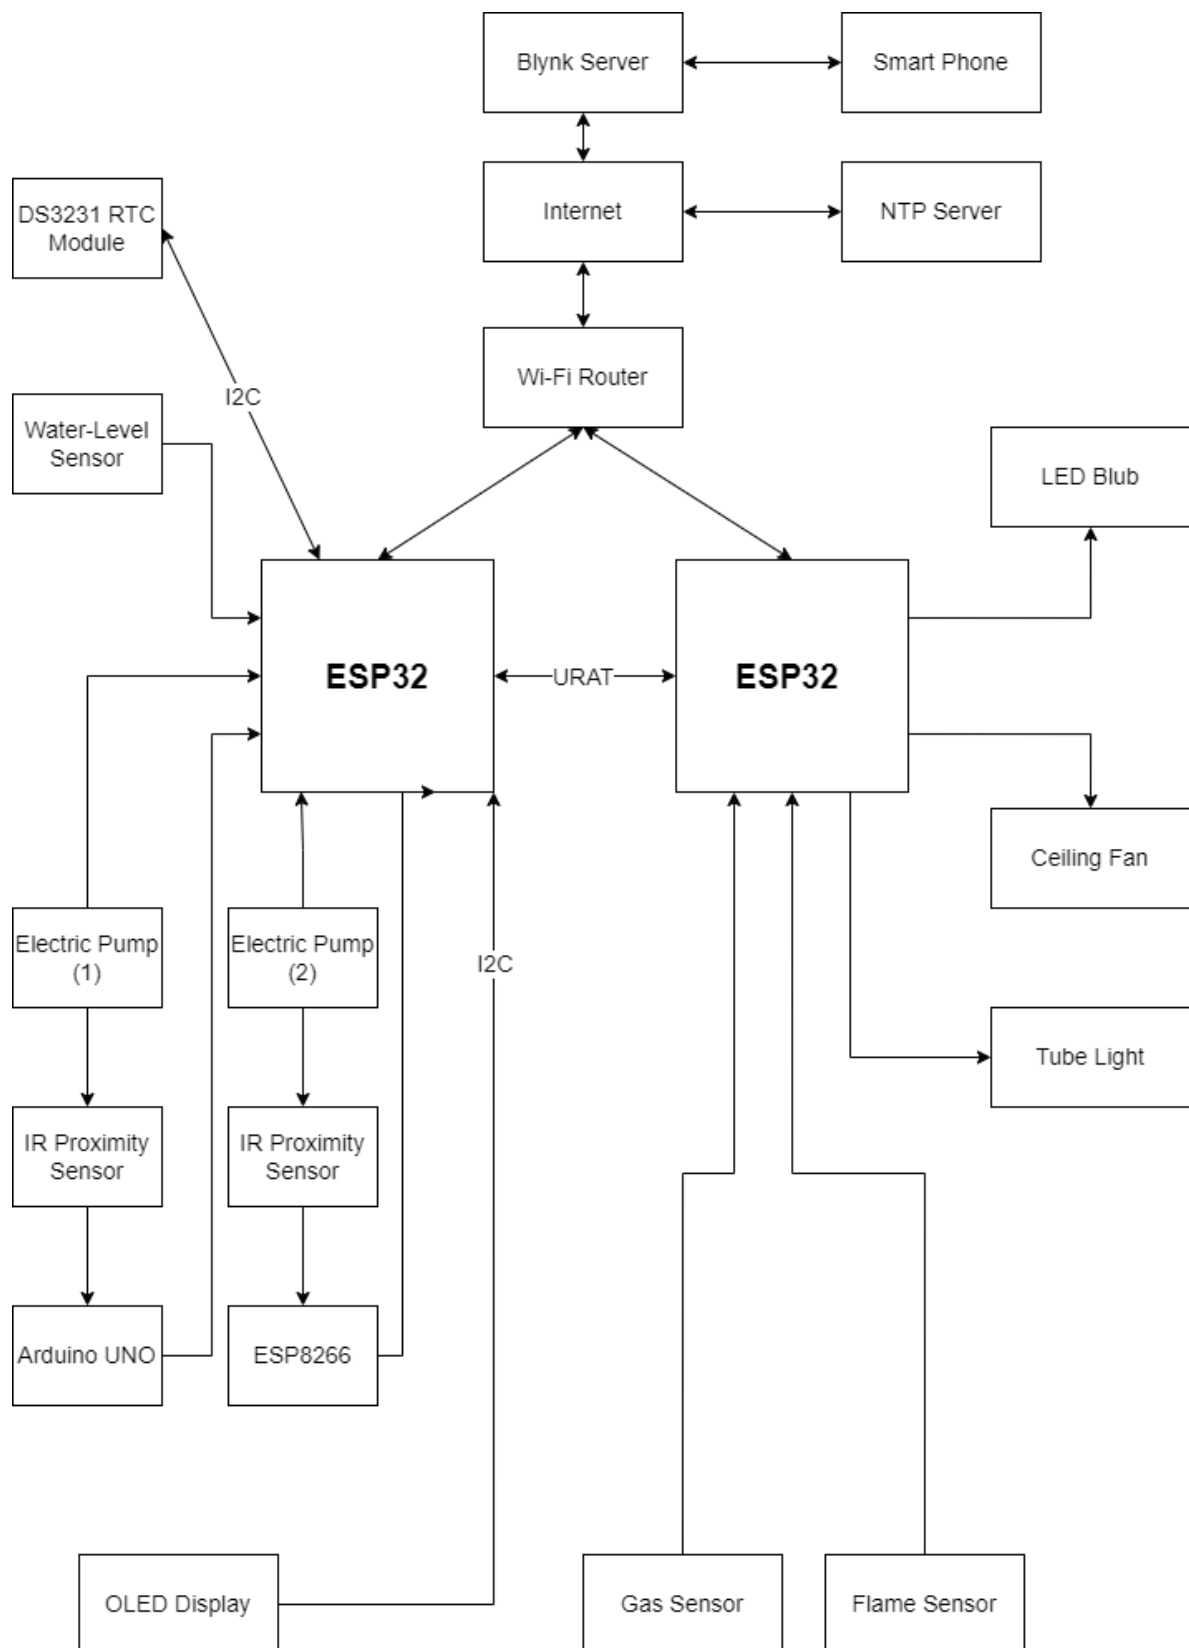 Blynk Server
Smart Phone
Internet
NTP Server
DS3231 RTC
Module
Wi-Fi Router
I2C
Water-Level
Sensor
LED Blub
ESP32
URAT
ESP32
Ceiling Fan
Electric Pump
(1)
Electric Pump
(2)
I2C
Tube Light
IR Proximity
Sensor
IR Proximity
Sensor
Arduino UNO
ESP8266
OLED Display
Gas Sensor
Flame Sensor